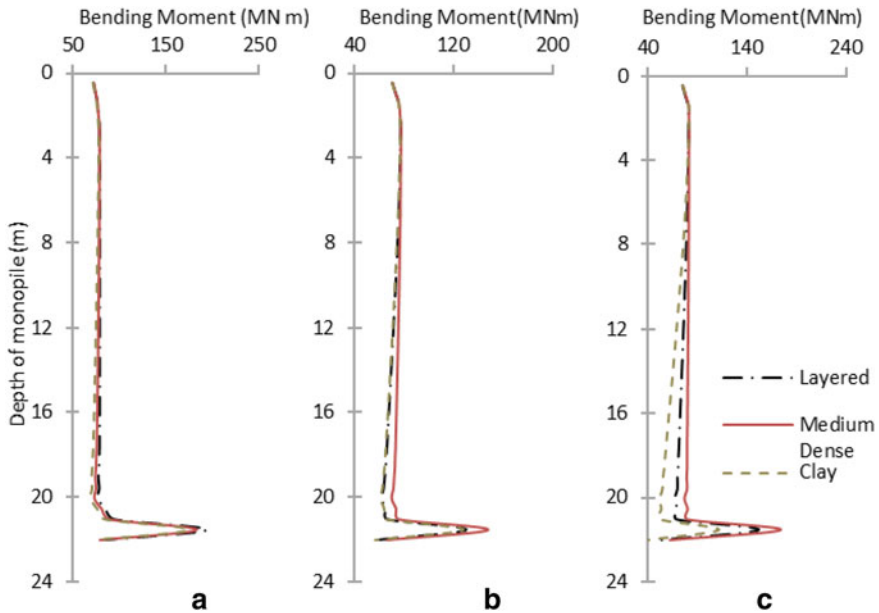 Bending Moment (MN m)
50 150 250
Bending Moment(MNm)
40 120 200
Bending Moment(MNm)
40 140 240
Depth of monopile (m)
0
4
8
12
16
20
24
0
4
8
12
16
20
24
0
4
8
12
16
20
24
Layered
Medium
Dense
Clay
a
b
c